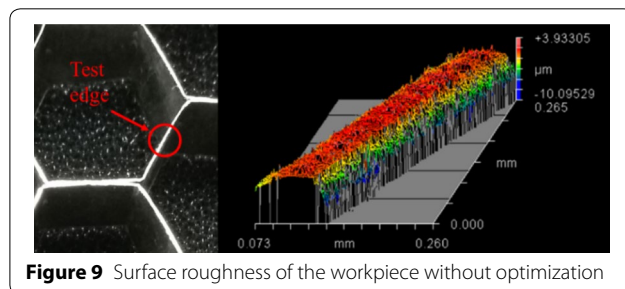 Test
edge
+3.93305
µm
-10.09529
0.265
mm
0.000
0.073
mm
0.260
Figure 9 Surface roughness of the workpiece without optimization